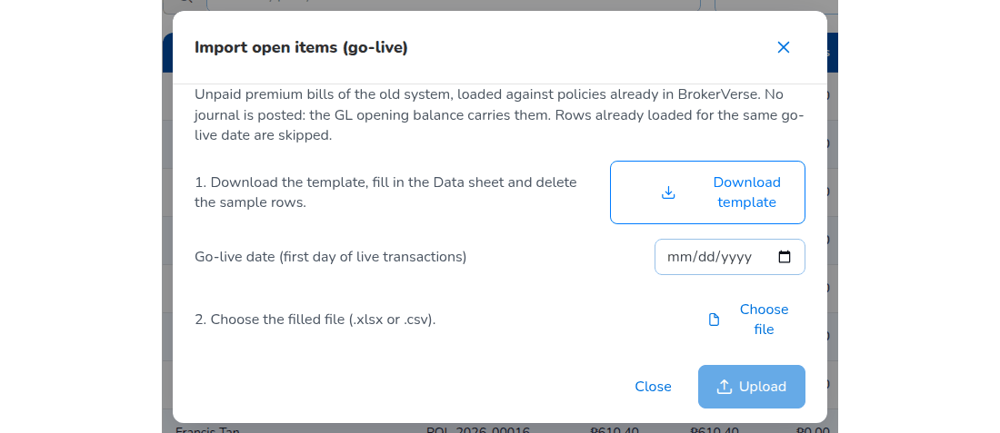 Import open items (go-live)
Unpaid premium bills of the old system, loaded against policies already in BrokerVerse. No
journal is posted: the GL opening balance carries them. Rows already loaded for the same go-
live date are skipped.
1. Download the template, fill in the Data sheet and delete
the sample rows.
Download
template
Go-live date (first day of live transactions)
mm/dd/yyyy
2. Choose the filled file (.xlsx or .csv).
Choose
file
Close
Upload
Francis Tan POL-2026-00016 ₱610.40 ₱610.40 ₱0.00